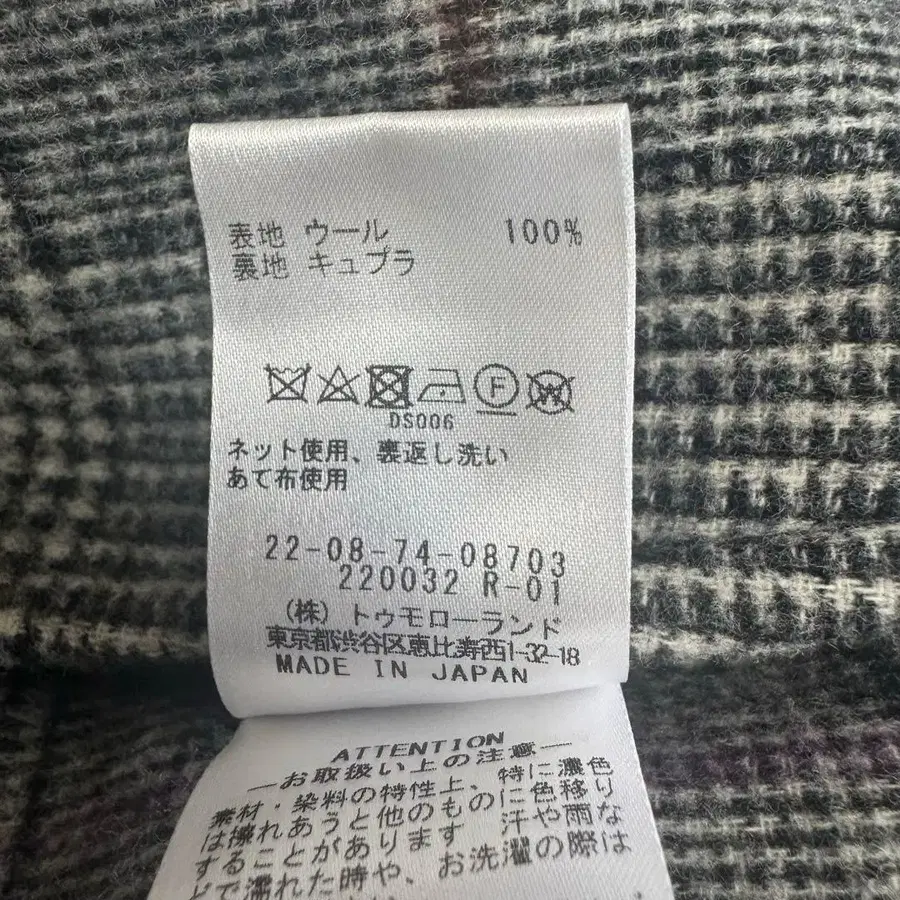 表地 ウール 100%
裏地 キュプラ
F W
DS006
ネット使用、裏返し洗い
あて布使用
22-08-74-08703
220032 R-01
(株) トゥモローランド
東京都渋谷区恵比寿西1-32-18
MADE IN JAPAN
ATTENTION
―お取扱い上の注意―
素材・染料の特性上、特に濃色
は擦れあうと他のものに色移り
することがあります 汗や雨な
どで濡れた時や、お洗濯の際は